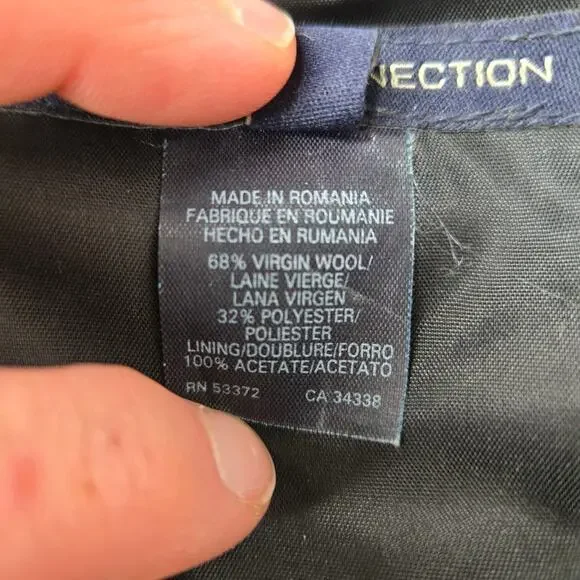 NECTION
MADE IN ROMANIA
FABRIQUE EN ROUMANIE
HECHO EN RUMANIA
68% VIRGIN WOOL/
LAINE VIERGE/
LANA VIRGEN
32% POLYESTER/
POLIESTER
LINING/DOUBLURE/FORRO
100% ACETATE/ACETATO
RN 53372 CA 34338